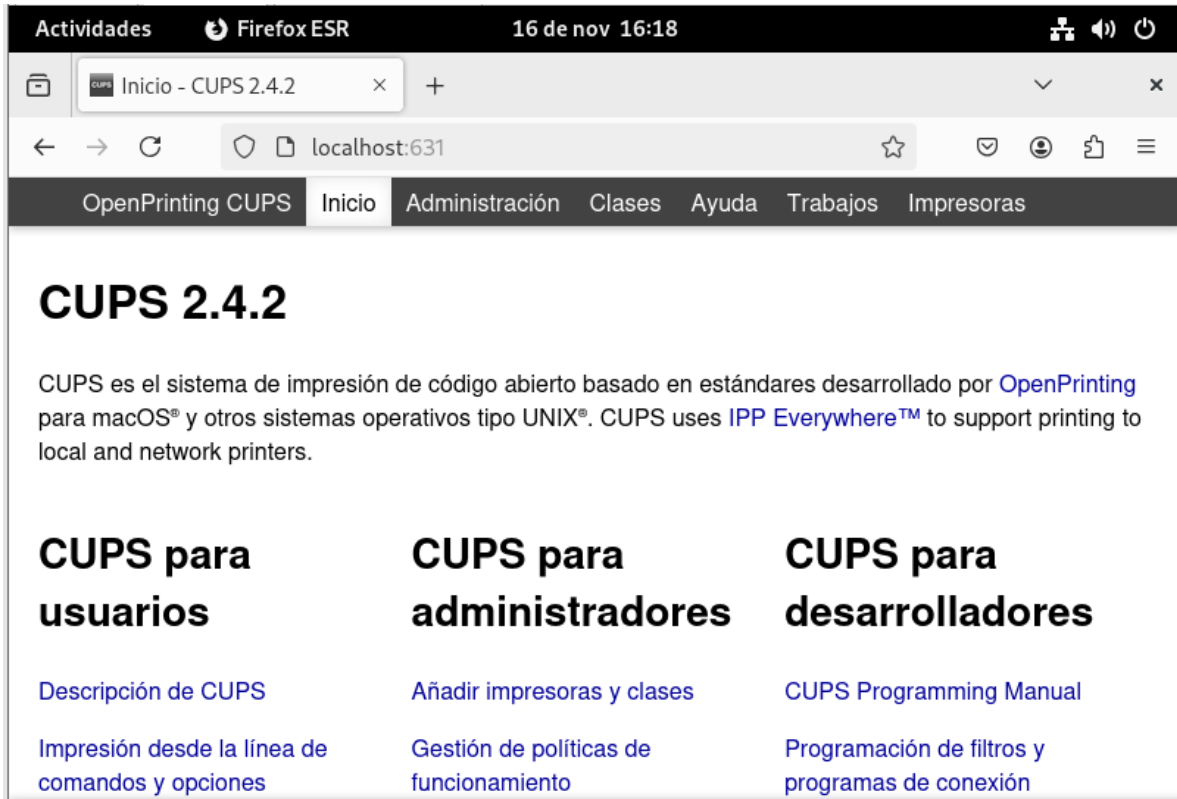 Actividades Firefox ESR 16 de nov 16:18
CUPS Inicio - CUPS 2.4.2
localhost:631
OpenPrinting CUPS Inicio Administración Clases Ayuda Trabajos Impresoras
CUPS 2.4.2
CUPS es el sistema de impresión de código abierto basado en estándares desarrollado por OpenPrinting
para macOS® y otros sistemas operativos tipo UNIX®. CUPS uses IPP Everywhere™ to support printing to
local and network printers.
CUPS para
usuarios
Descripción de CUPS
Impresión desde la línea de
comandos y opciones
CUPS para
administradores
Añadir impresoras y clases
Gestión de políticas de
funcionamiento
CUPS para
desarrolladores
CUPS Programming Manual
Programación de filtros y
programas de conexión